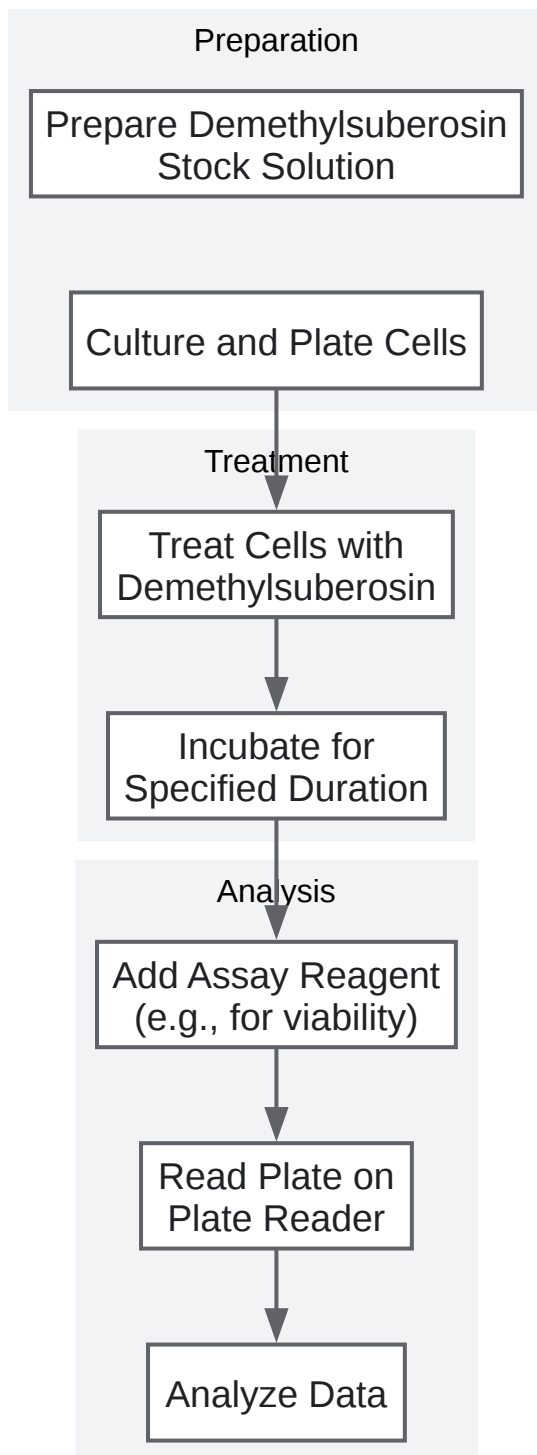 Preparation
Prepare Demethylsuberosin
Stock Solution
Culture and Plate Cells
Treatment
Treat Cells with
Demethylsuberosin
Incubate for
Specified Duration
Analysis
Add Assay Reagent
(e.g., for viability)
Read Plate on
Plate Reader
Analyze Data